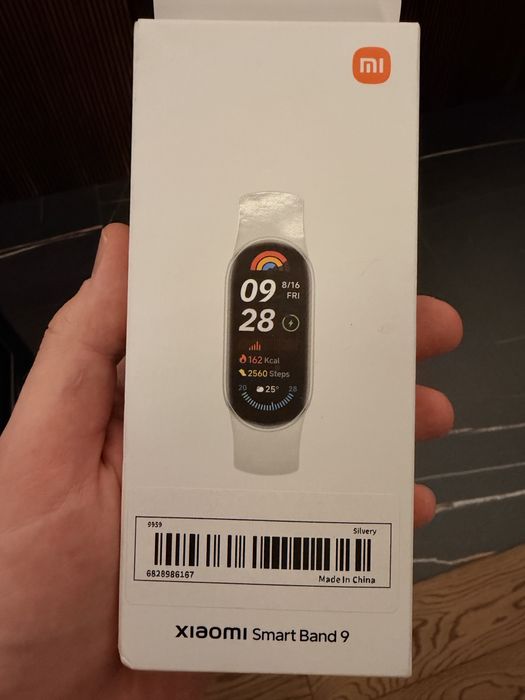 mi
09 8/16
FRI
28
162 Kcal
2560 Steps
20 25° 28
9959 Silvery
6828986167 Made In China
xiaomi Smart Band 9